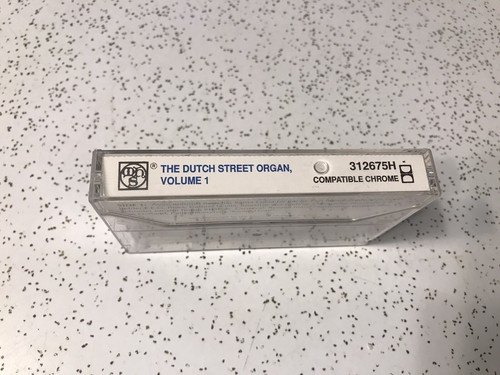 ® THE DUTCH STREET ORGAN,
VOLUME 1
312675H
COMPATIBLE CHROME